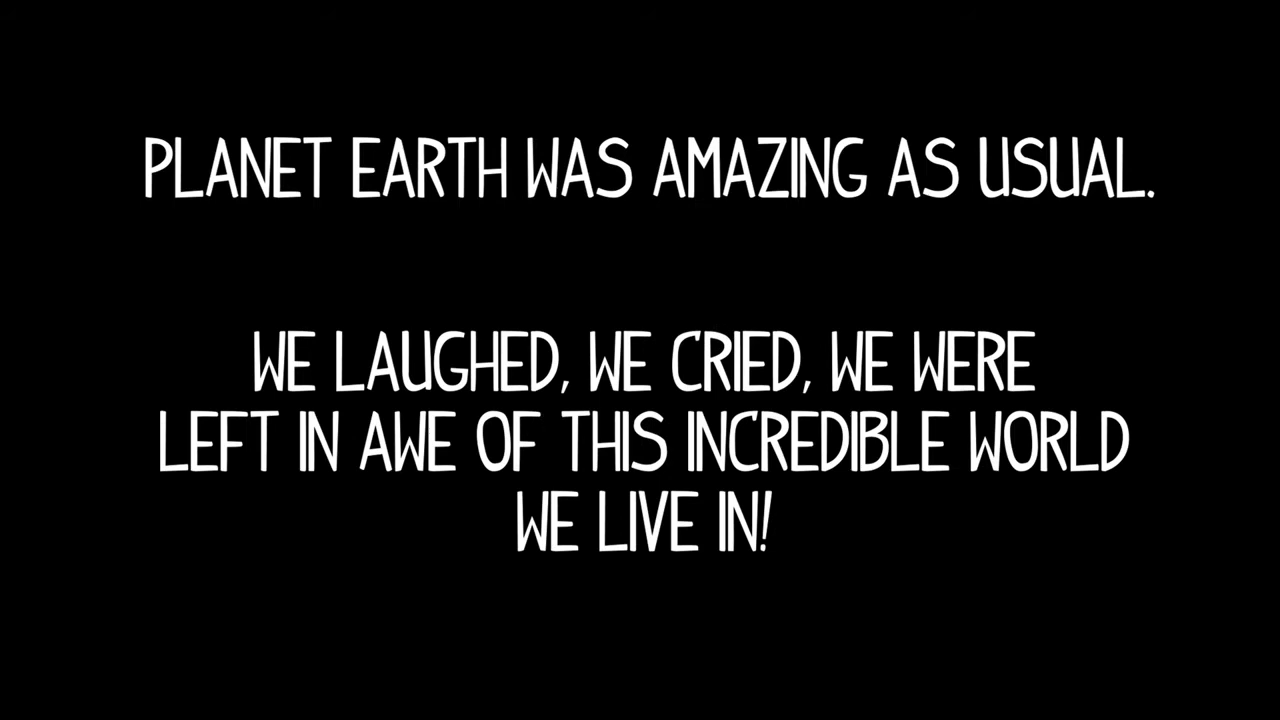 PLANET EARTH WAS AMAZING AS USUAL.
WE LAUGHED, WE CRIED, WE WERE
LEFT IN AWE OF THIS INCREDIBLE WORLD
WE LIVE IN!